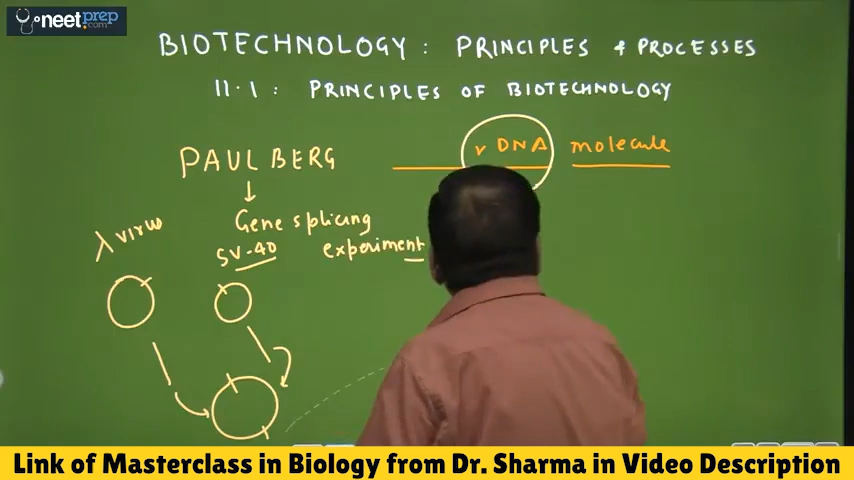 neetprep
.com
BIOTECHNOLOGY: PRINCIPLES & PROCESSES
11.1: PRINCIPLES OF BIOTECHNOLOGY
PAUL BERG
r DNA molecule
↓
Gene splicing
experiment
λ virus
SV-40
Link of Masterclass in Biology from Dr. Sharma in Video Description